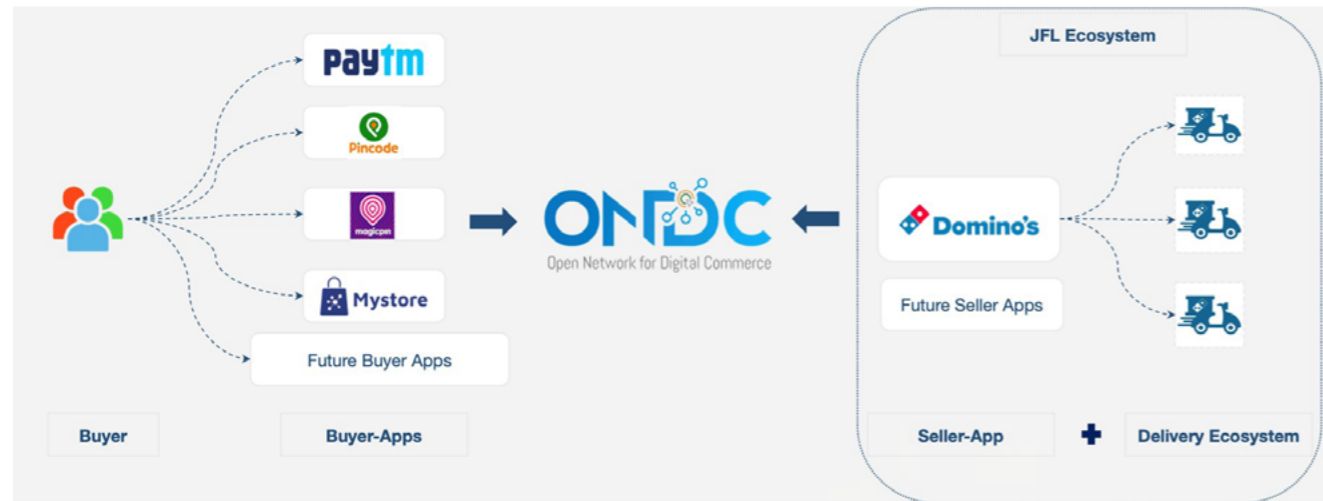 JFL Ecosystem
paytm
Pincode
magicpin
Mystore
Future Buyer Apps
ONDC
Open Network for Digital Commerce
Domino's
Future Seller Apps
Buyer
Buyer-Apps
Seller-App
Delivery Ecosystem